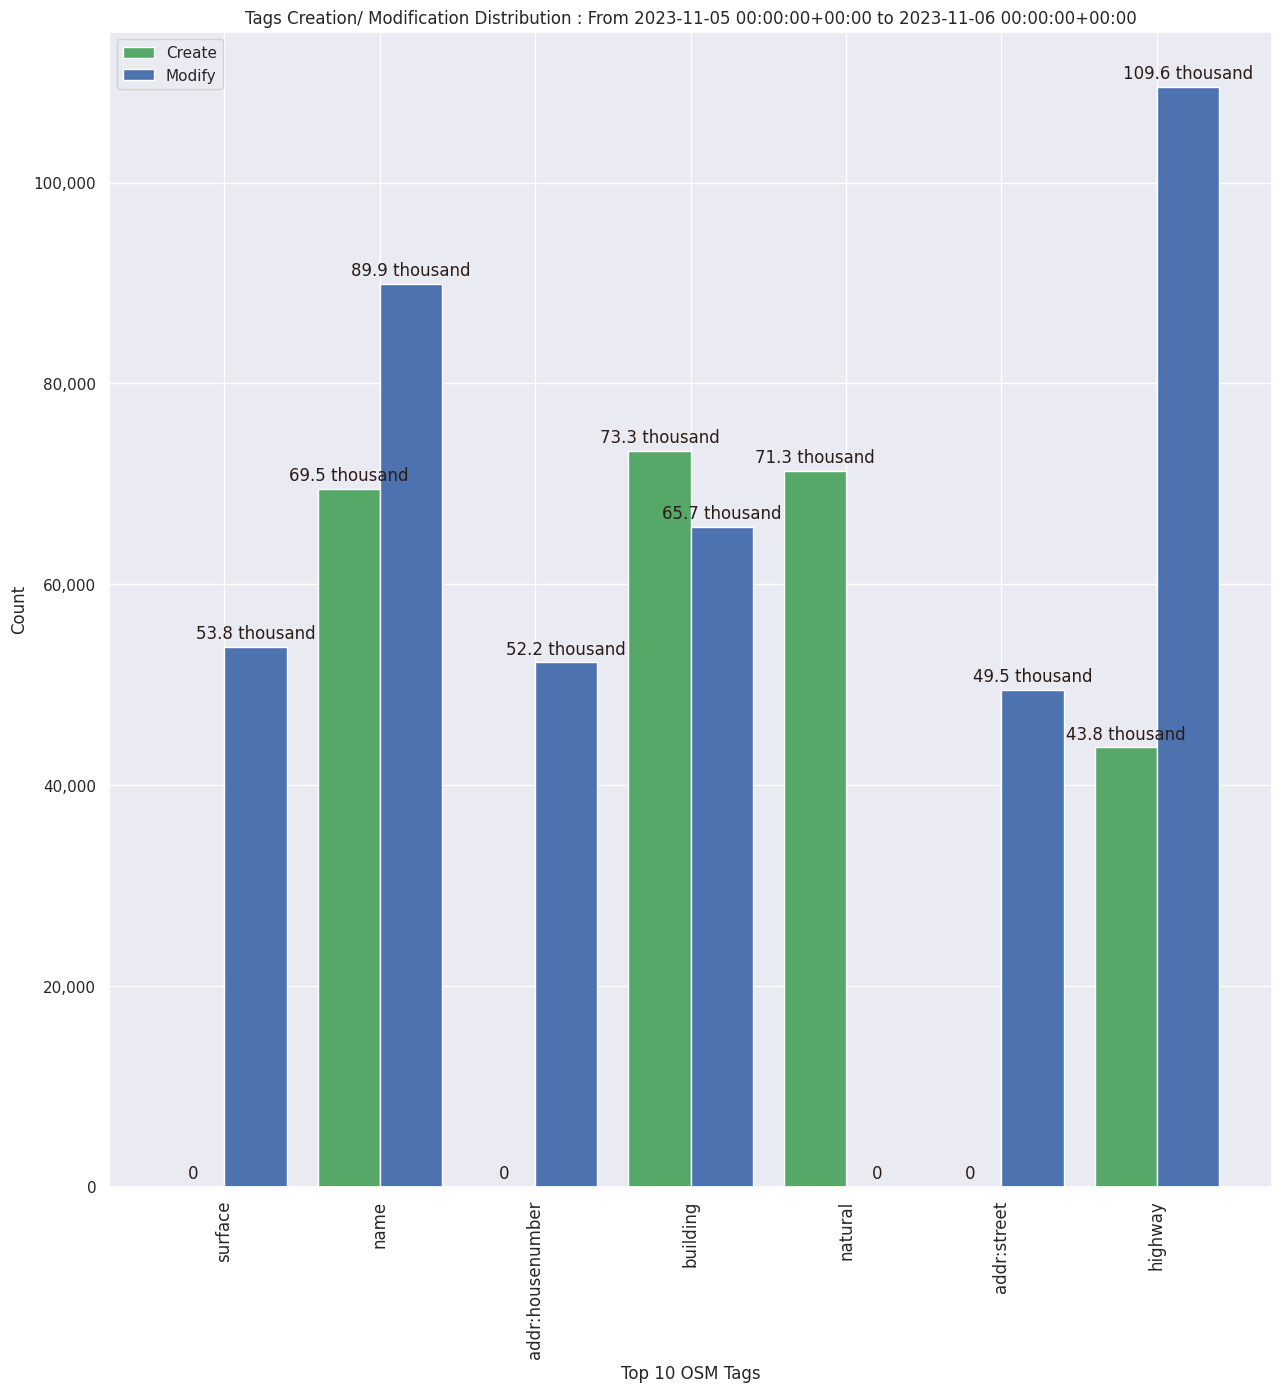 Tags Creation/ Modification Distribution : From 2023-11-05 00:00:00+00:00 to 2023-11-06 00:00:00+00:00
Create
Modify
109.6 thousand
100,000
89.9 thousand
80,000
73.3 thousand
71.3 thousand
69.5 thousand
65.7 thousand
60,000
53.8 thousand
52.2 thousand
49.5 thousand
43.8 thousand
40,000
20,000
0
0
0
0
0
Count
surface
name
addr:housenumber
building
natural
addr:street
highway
Top 10 OSM Tags